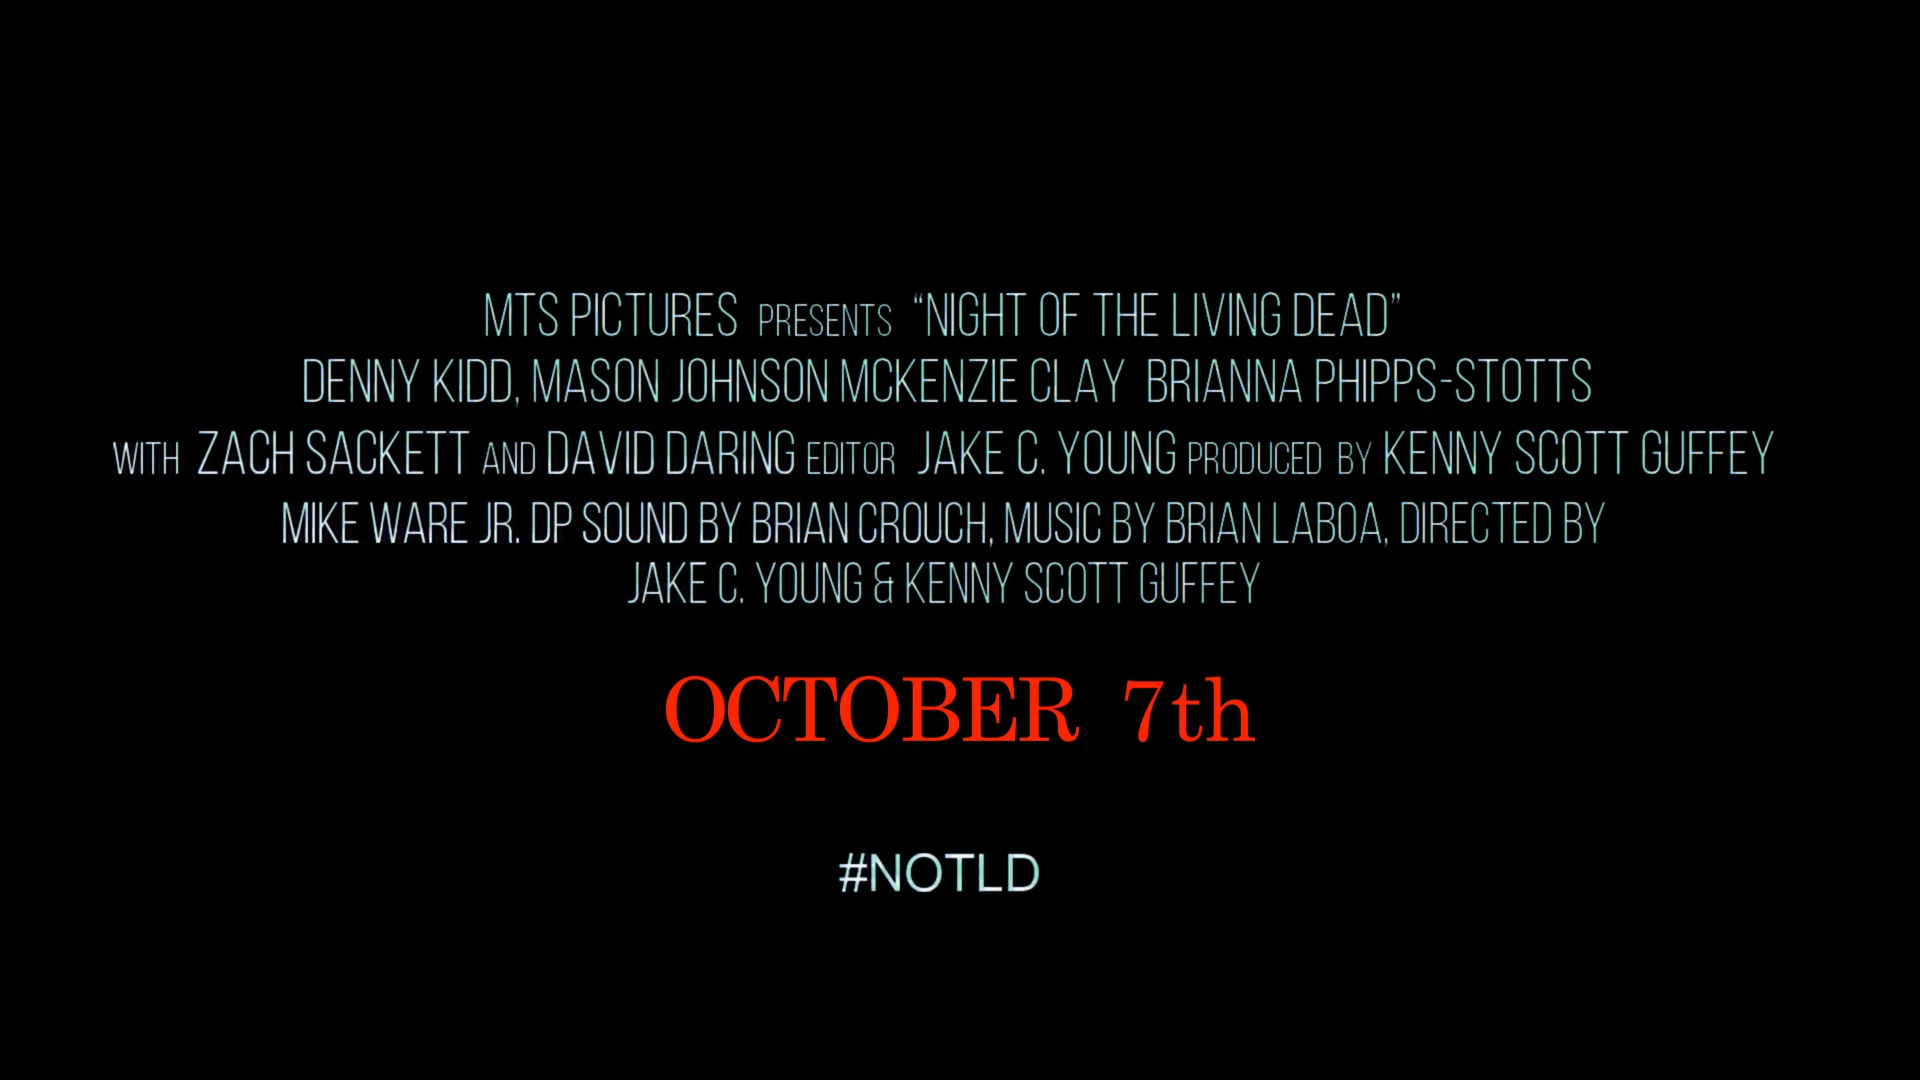 MTS PICTURES PRESENTS “NIGHT OF THE LIVING DEAD”
DENNY KIDD, MASON JOHNSON MCKENZIE CLAY BRIANNA PHIPPS-STOTTS
WITH ZACH SACKETT AND DAVID DARING EDITOR JAKE C. YOUNG PRODUCED BY KENNY SCOTT GUFFEY
MIKE WARE JR. DP SOUND BY BRIAN CROUCH, MUSIC BY BRIAN LABOA, DIRECTED BY
JAKE C. YOUNG & KENNY SCOTT GUFFEY
OCTOBER 7th
#NOTLD